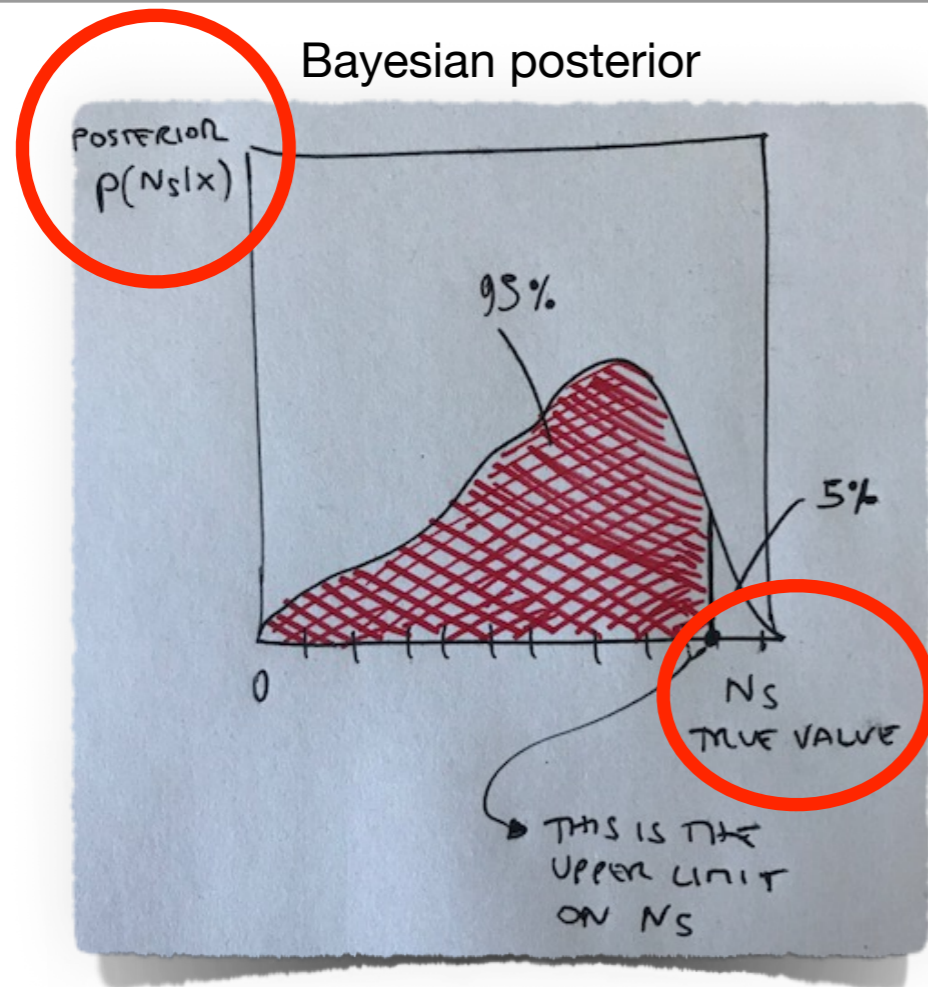 Bayesian posterior
POSTERIOR
p(Ns|x)
95%
5%
0
Ns
TRUE VALUE
THIS IS THE
UPPER LIMIT
ON NS